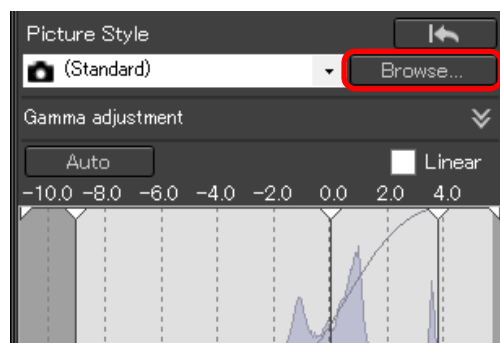 Picture Style
(Standard) Browse...
Gamma adjustment
Auto Linear
-10.0 -8.0 -6.0 -4.0 -2.0 0.0 2.0 4.0